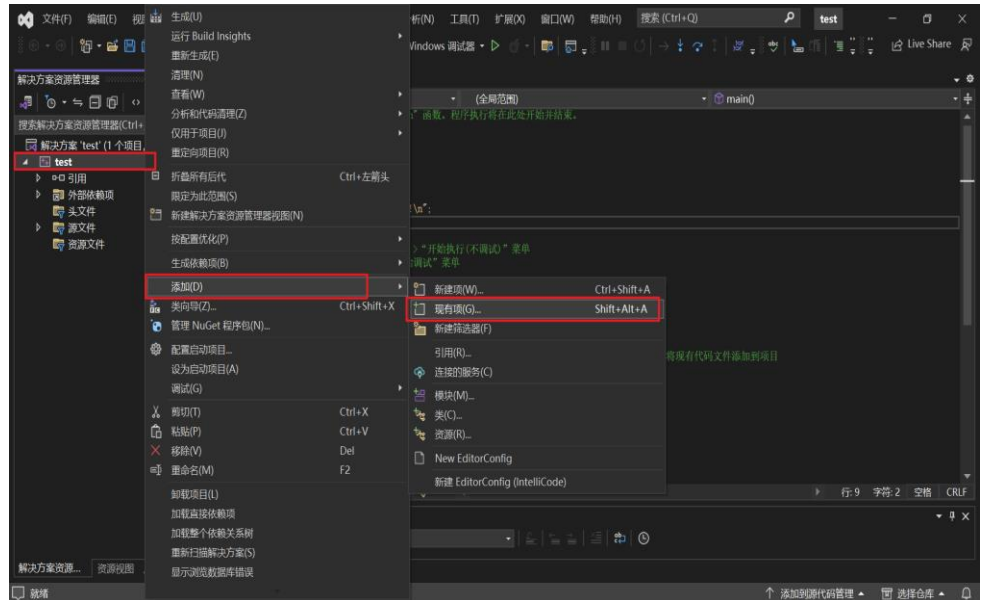 文件(F) 编辑(E)
析(N) 工具(T) 扩展(X) 窗口(W) 帮助(H) 搜索 (Ctrl+Q) test
Windows 调试器
Live Share
解决方案资源管理器
搜索解决方案资源管理器(Ctrl+
解决方案 'test' (1 个项目,
test
引用
外部依赖项
头文件
源文件
资源文件
生成(U)
运行 Build Insights
重新生成(E)
清理(N)
查看(W)
分析和代码清理(Z)
仅用于项目(J)
重定向项目(R)
折叠所有后代 Ctrl+左箭头
限定为此范围(S)
新建解决方案资源管理器视图(N)
按配置优化(P)
生成依赖项(B)
添加(D)
类向导(Z)... Ctrl+Shift+X
管理 NuGet 程序包(N)...
配置启动项目...
设为启动项目(A)
调试(G)
剪切(T) Ctrl+X
粘贴(P) Ctrl+V
移除(V) Del
重命名(M) F2
卸载项目(L)
加载直接依赖项
加载整个依赖关系树
重新扫描解决方案(S)
显示浏览数据库错误
(全局范围) main()
函数。程序执行将在此处开始并结束。
\n";
> “开始执行(不调试)” 菜单
调试” 菜单
新建项(W)... Ctrl+Shift+A
现有项(G)... Shift+Alt+A
新建筛选器(F)
引用(R)...
连接的服务(C)
模块(M)...
类(C)...
资源(R)...
New EditorConfig
新建 EditorConfig (IntelliCode)
将现有代码文件添加到项目
行: 9 字符: 2 空格 CRLF
解决方案资源... 资源视图
就绪 添加到源代码管理 选择仓库